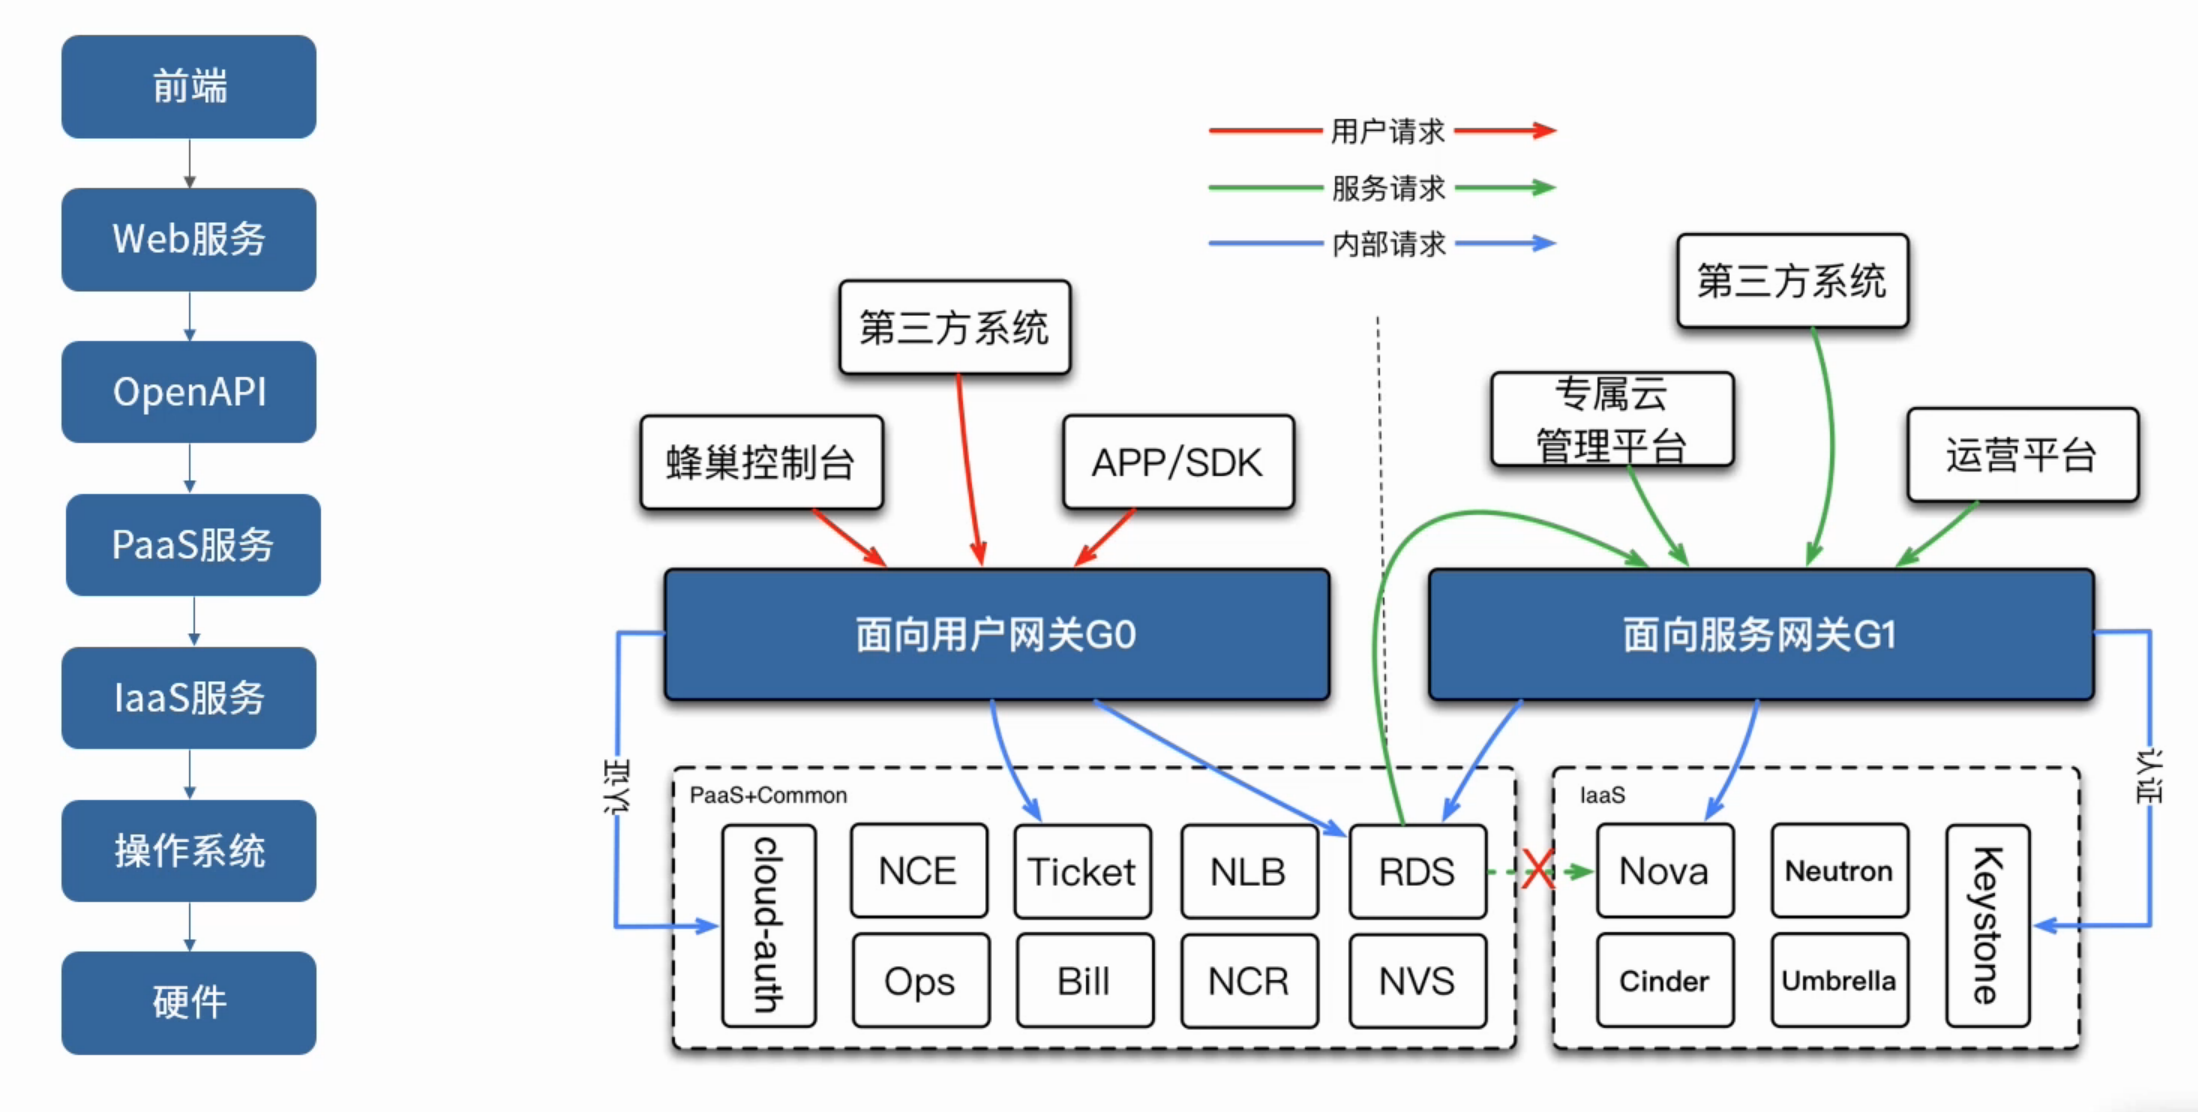 前端
Web服务
OpenAPI
PaaS服务
IaaS服务
操作系统
硬件
用户请求
服务请求
内部请求
第三方系统
蜂巢控制台
APP/SDK
第三方系统
专属云
管理平台
运营平台
面向用户网关G0
面向服务网关G1
认证
认证
PaaS+Common
cloud-auth
NCE
Ticket
NLB
RDS
Ops
Bill
NCR
NVS
X
IaaS
Nova
Neutron
Cinder
Umbrella
Keystone